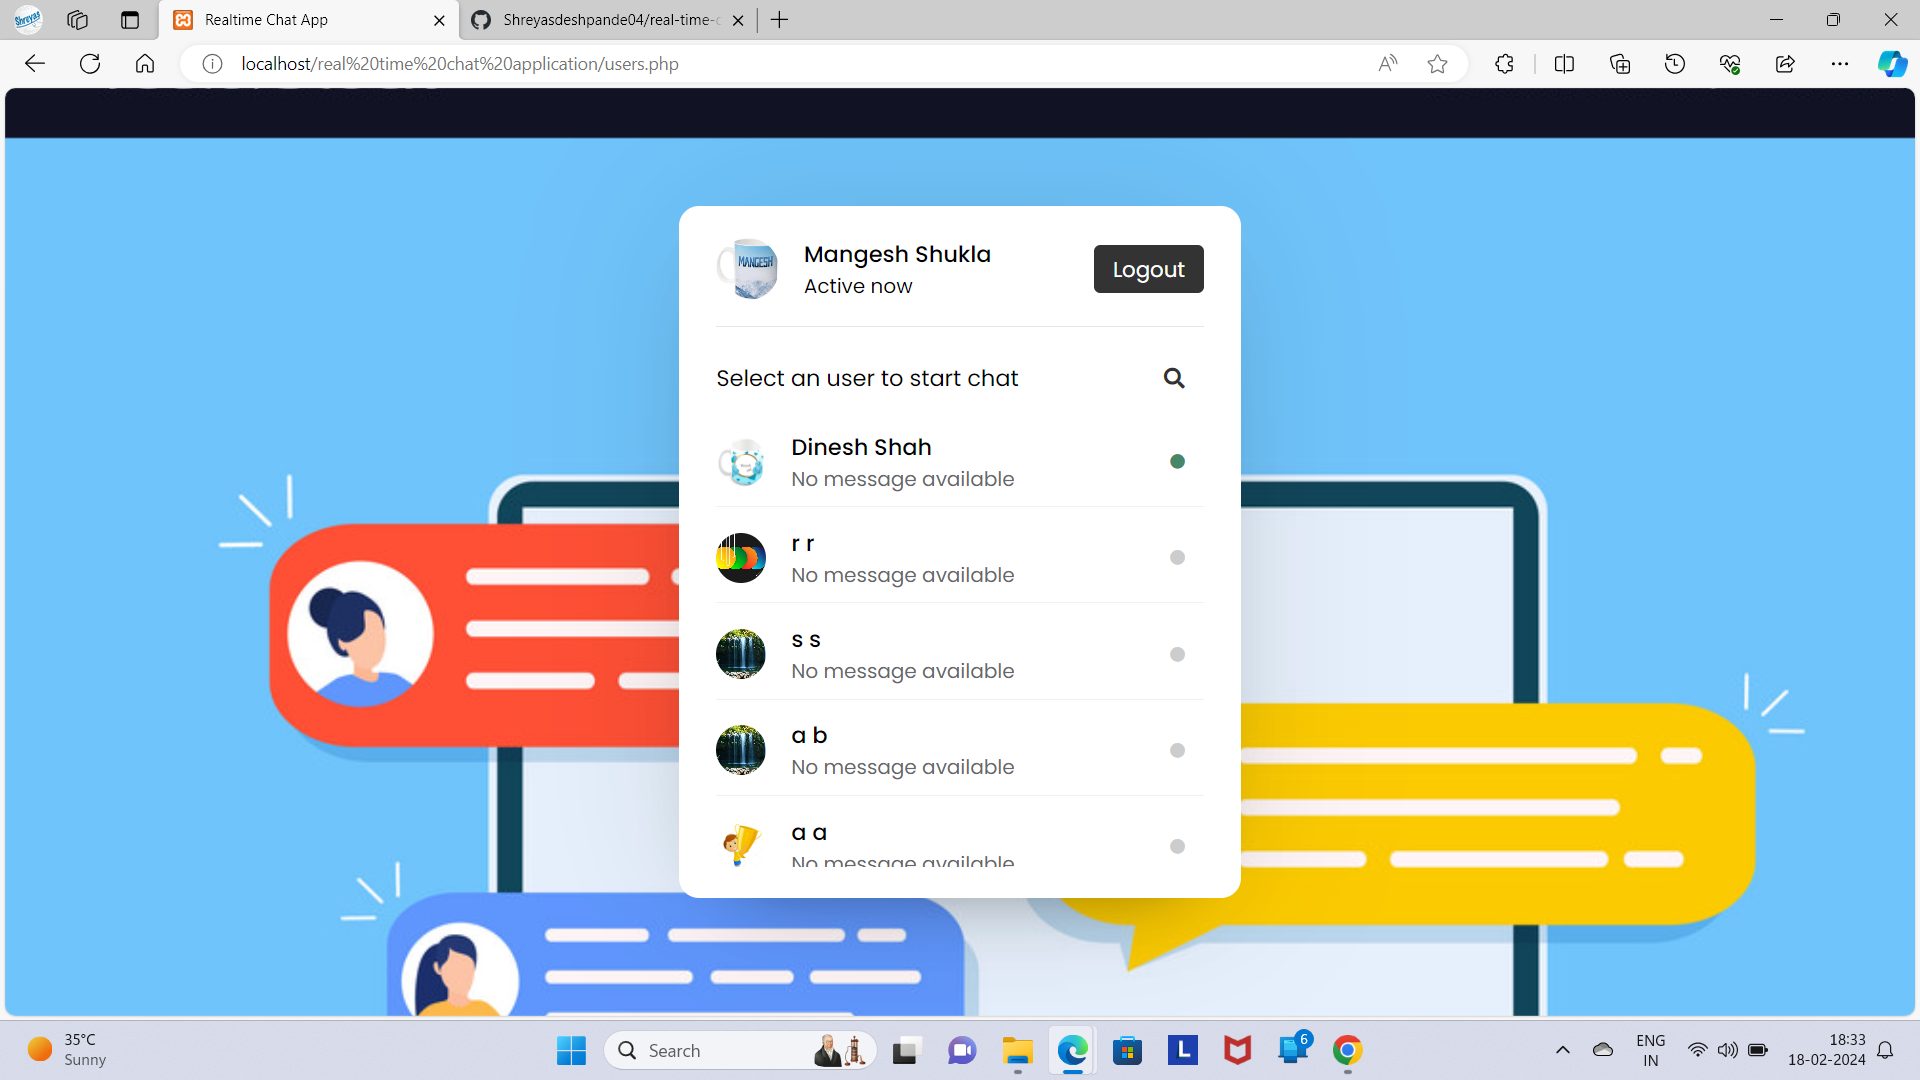 Realtime Chat App
Shreyasdeshpande04/real-time-c
localhost/real%20time%20chat%20application/users.php
MANGESH
Mangesh Shukla
Active now
Logout
Select an user to start chat
Dinesh Shah
No message available
r r
No message available
s s
No message available
a b
No message available
a a
No message available
35°C
Sunny
Search
L
6
ENG
IN
18:33
18-02-2024